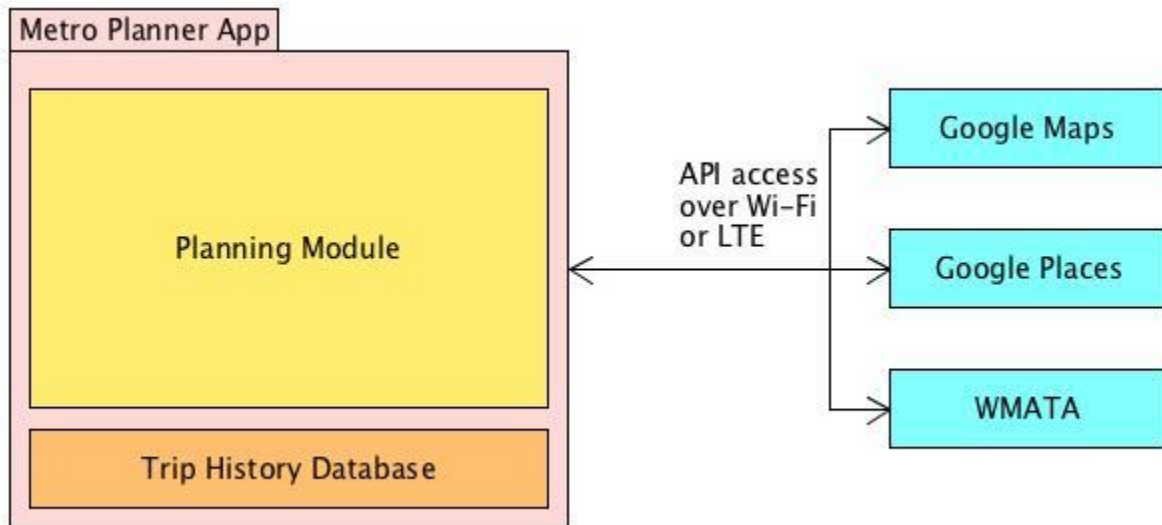 Metro Planner App
Planning Module
Trip History Database
API access
over Wi-Fi
or LTE
Google Maps
Google Places
WMATA